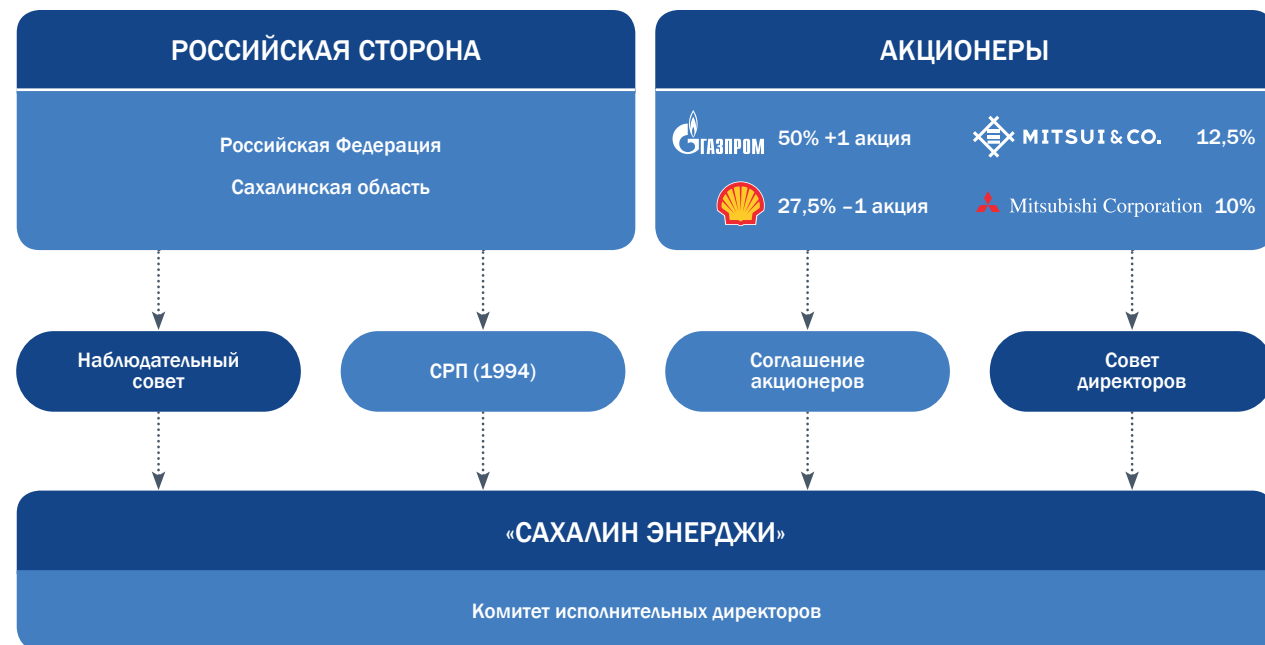 РОССИЙСКАЯ СТОРОНА
Российская Федерация
Сахалинская область
АКЦИОНЕРЫ
ГАЗПРОМ 50% +1 акция
MITSUI & CO. 12,5%
27,5% –1 акция
Mitsubishi Corporation 10%
Наблюдательный
совет
СРП (1994)
Соглашение
акционеров
Совет
директоров
«САХАЛИН ЭНЕРДЖИ»
Комитет исполнительных директоров